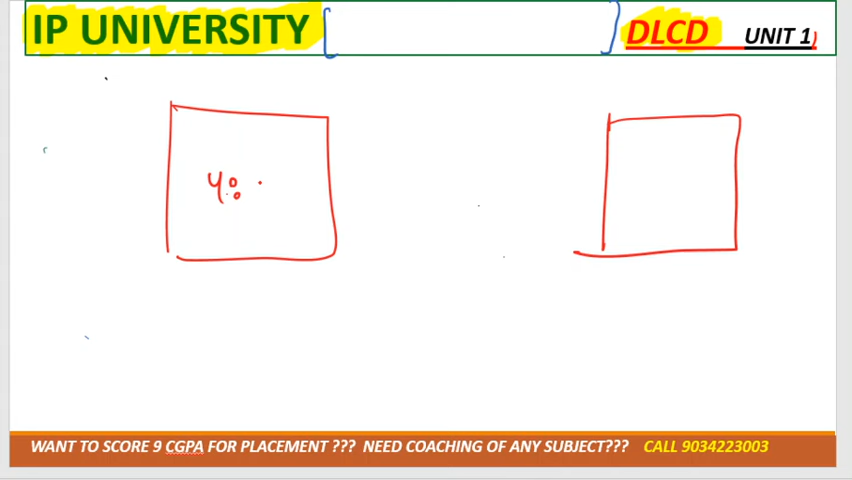 IP UNIVERSITY DLCD UNIT 1)
4:
WANT TO SCORE 9 CGPA FOR PLACEMENT ??? NEED COACHING OF ANY SUBJECT??? CALL 9034223003